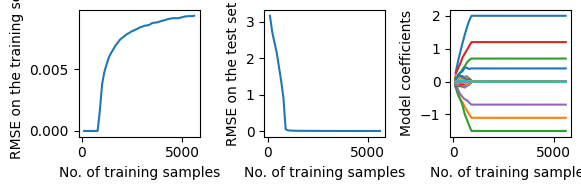 RMSE on the training se
0.005
0.000
0
5000
No. of training samples
RMSE on the test set
3
2
1
0
0
5000
No. of training samples
Model coefficients
2
1
0
−1
0
5000
No. of training samples